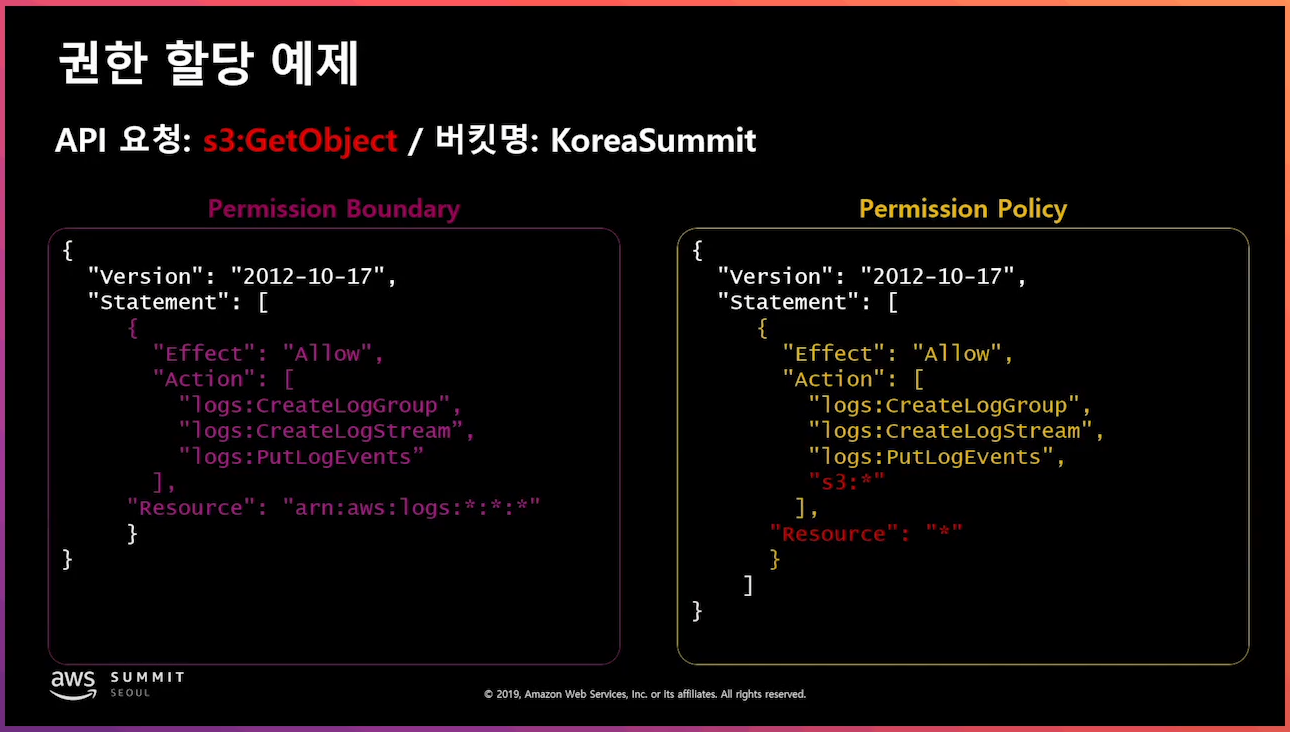 권한 할당 예제
API 요청: s3:GetObject / 버킷명: KoreaSummit
Permission Boundary
{
"Version": "2012-10-17",
"Statement": [
{
"Effect": "Allow",
"Action": [
"logs:CreateLogGroup",
"logs:CreateLogStream”,
"logs:PutLogEvents”
],
"Resource": "arn:aws:logs:*:*:*"
}
}
Permission Policy
{
"Version": "2012-10-17",
"Statement": [
{
"Effect": "Allow",
"Action": [
"logs:CreateLogGroup",
"logs:CreateLogStream",
"logs:PutLogEvents",
"s3:*"
],
"Resource": "*"
}
]
}
aws SUMMIT
SEOUL
© 2019, Amazon Web Services, Inc. or its affiliates. All rights reserved.